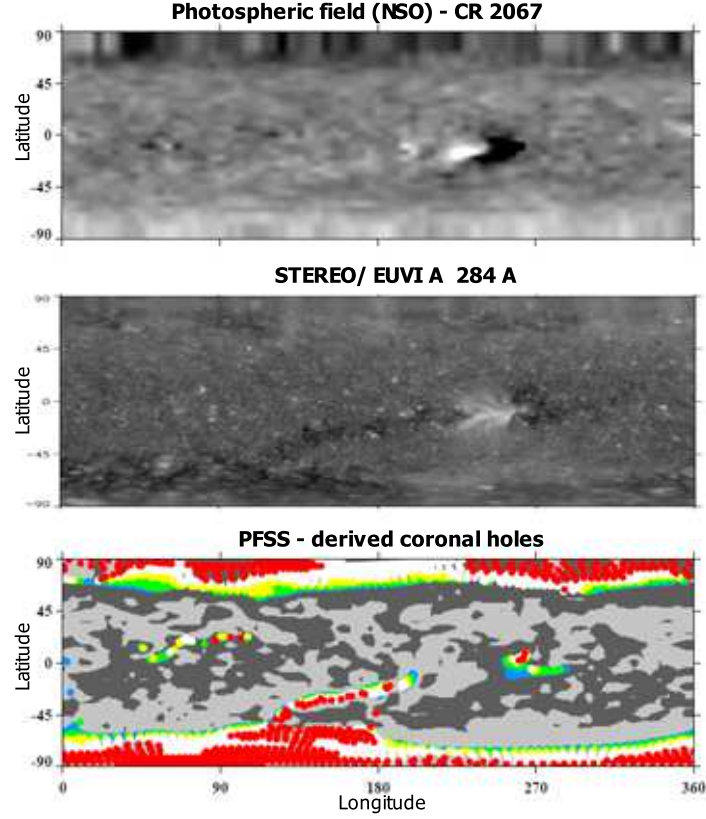 Photospheric field (NSO) - CR 2067
90
45
0
-45
-90
Latitude
STEREO/ EUVI A 284 A
90
45
0
-45
-90
Latitude
PFSS - derived coronal holes
90
45
0
-45
-90
Latitude
0 90 180 270 360
Longitude